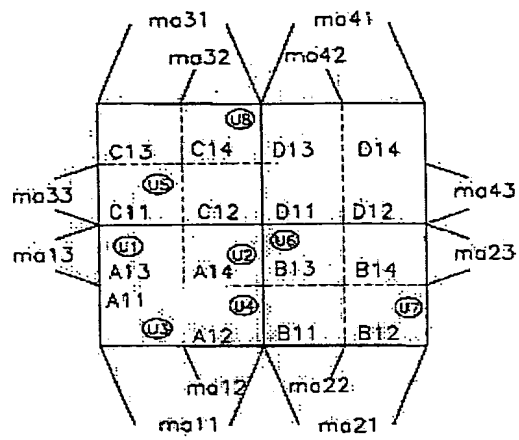 ma31 ma41
ma32 ma42
U8
C13 C14 D13 D14
U5
ma33 ma43
C11 C12 D11 D12
U1 U2 U6
ma13 ma23
A13 A14 B13 B14
A11
U3 U4 U7
A12 B11 B12
ma12 ma22
ma11 ma21